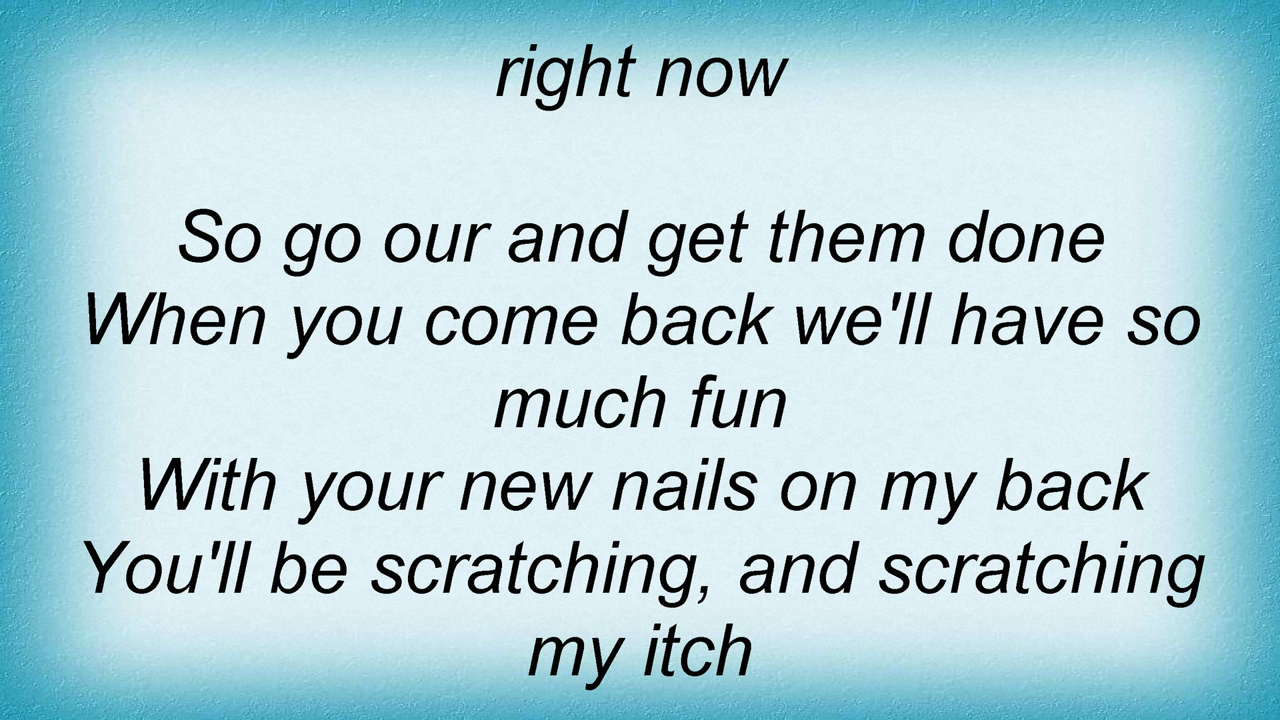 right now
So go our and get them done
When you come back we'll have so
much fun
With your new nails on my back
You'll be scratching, and scratching
my itch